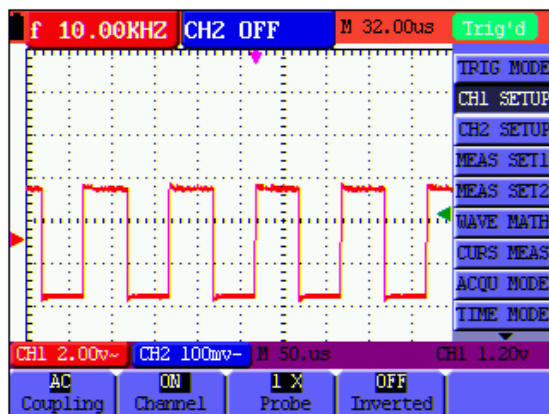 f 10.00KHZ CH2 OFF M 32.00us Trig'd
TRIG MODE
CH1 SETUP
CH2 SETUP
MEAS SET1
MEAS SET2
WAVE MATH
CURS MEAS
ACQU MODE
TIME MODE
CH1 2.00v~ CH2 100mv- M 50.us CH1 1.20v
AC ON 1 X OFF
Coupling Channel Probe Inverted